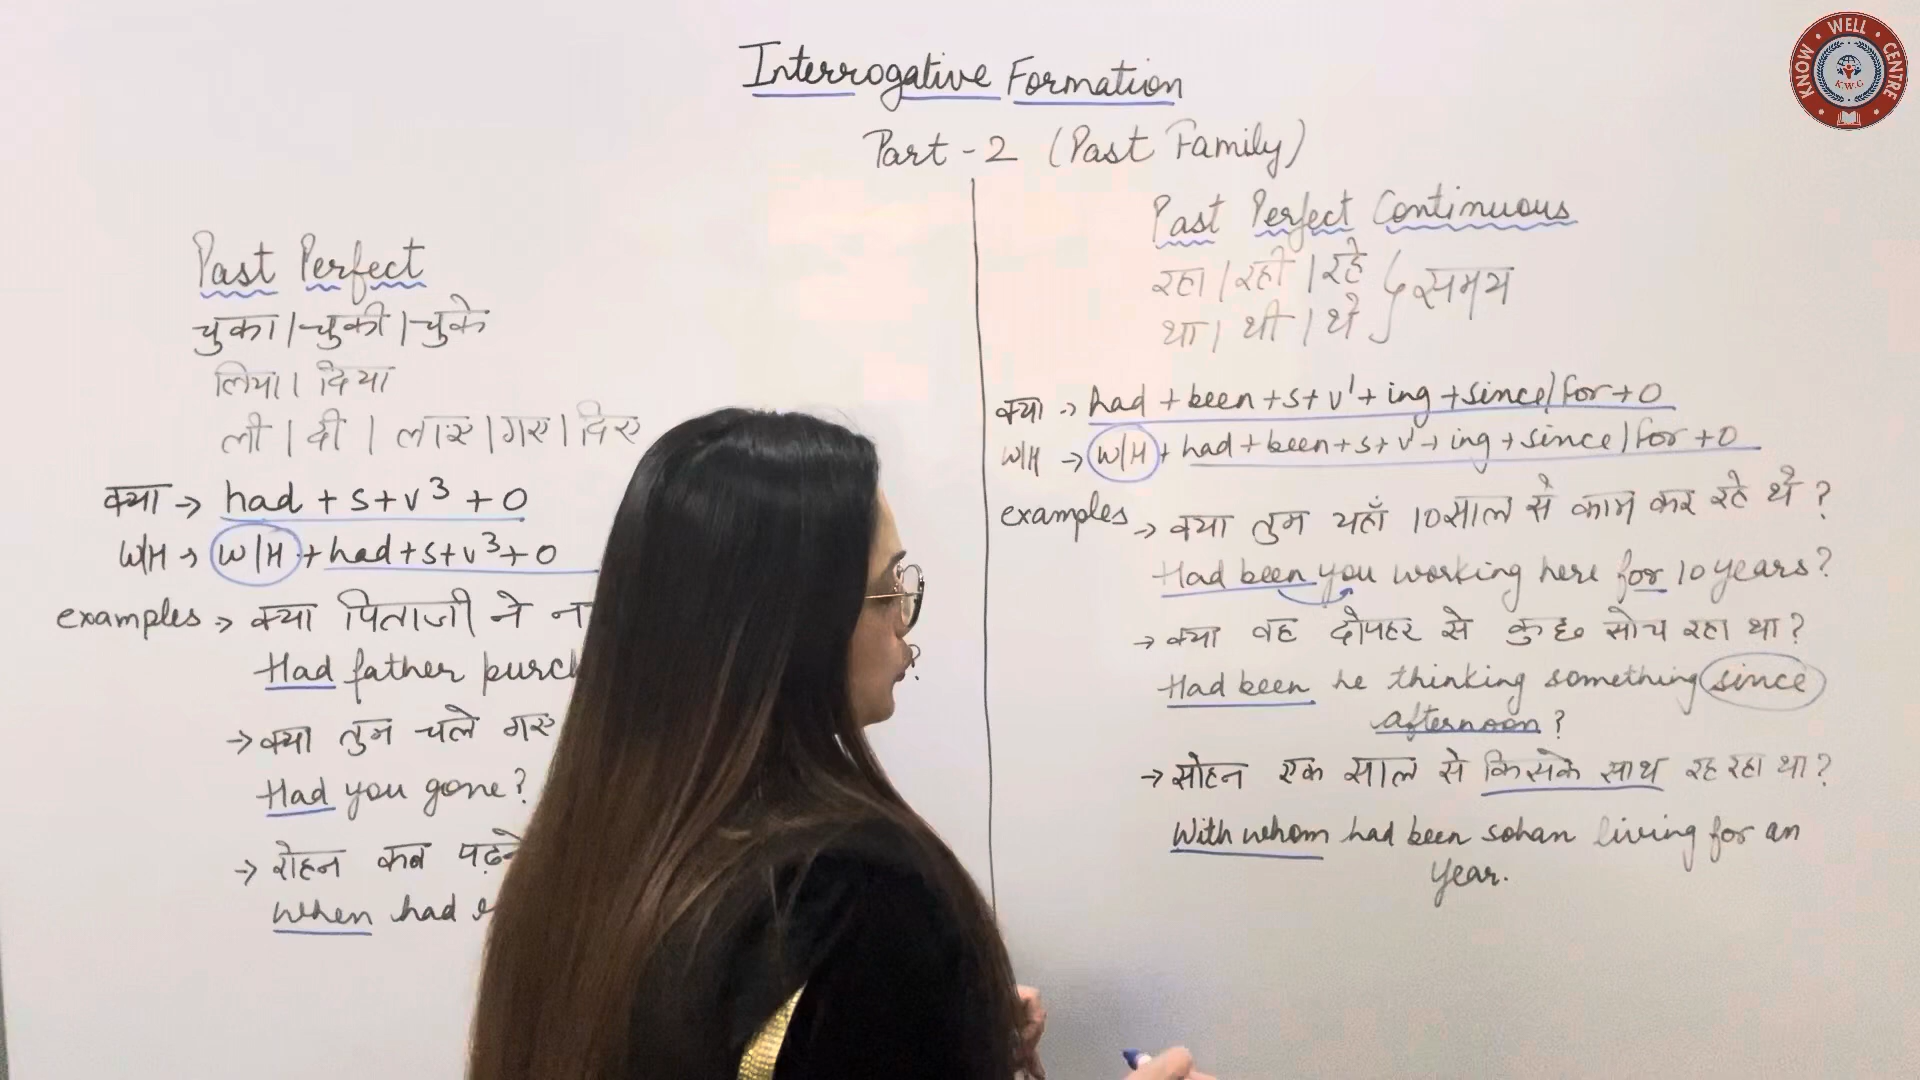 Interrogative Formation
Part - 2 (Past Family)
Past Perfect
चुका | चुकी | चुके
लिया | दिया
ली | दी | लाए | गए | दिए
क्या → had + s + v³ + o
W/H → W/H + had + s + v³ + o
examples → क्या पिताजी ने
Had father ?
→ क्या तुम चले गए
Had you gone?
→ रोहन कब पढ़ने
When had
Past Perfect Continuous
रहा | रही | रहे
था | थी | थे } समय
क्या → had + been + s + v¹ + ing + since/for + o
W/H → W/H + had + been + s + v¹ + ing + since/for + o
examples → क्या तुम यहाँ 10 साल से काम कर रहे थे ?
Had been you working here for 10 years?
→ क्या वह दोपहर से कुछ सोच रहा था ?
Had been he thinking something since
afternoon ?
→ सोहन एक साल से किसके साथ रह रहा था ?
With whom had been sohan living for an
year.
KNOW • WELL • CENTRE
K.W.C